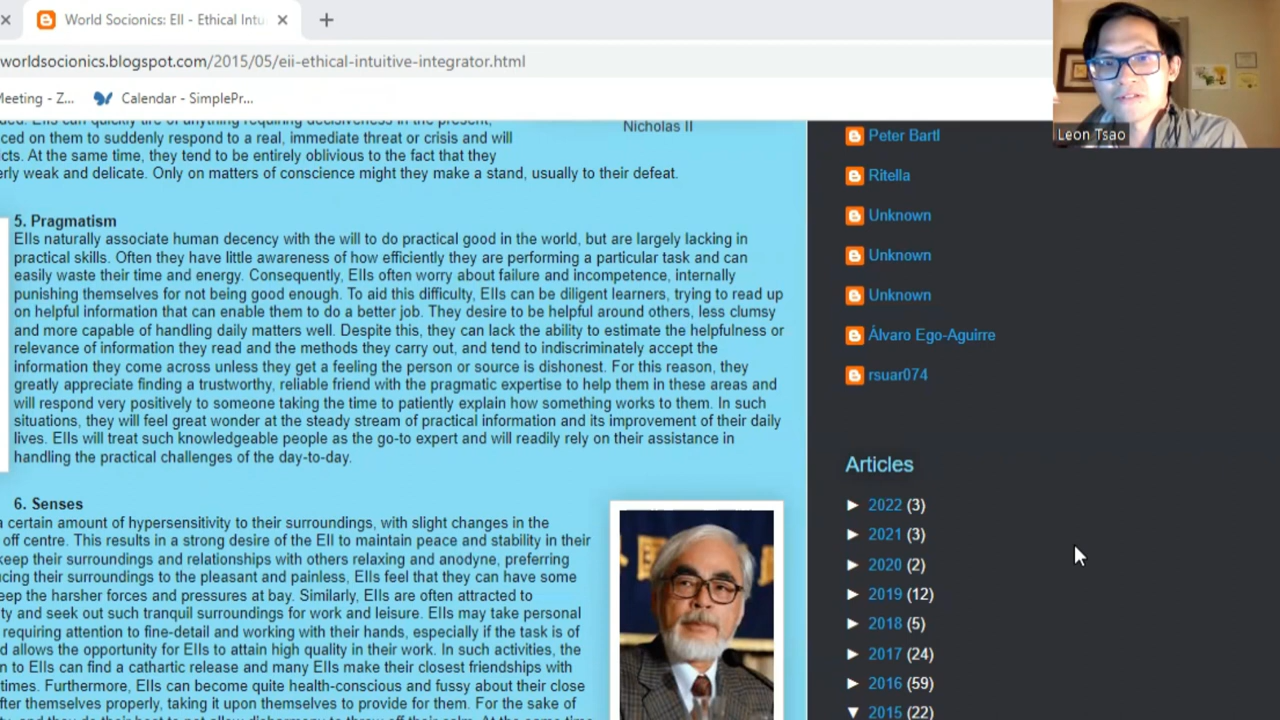 World Socionics: EII - Ethical Intu
worldsocionics.blogspot.com/2015/05/eii-ethical-intuitive-integrator.html
Meeting - Z...
Calendar - SimplePr...
Leon Tsao
ded. EIIs can quickly tire of anything requiring decisiveness in the present,
ced on them to suddenly respond to a real, immediate threat or crisis and will
icts. At the same time, they tend to be entirely oblivious to the fact that they
erly weak and delicate. Only on matters of conscience might they make a stand, usually to their defeat.
Nicholas II
5. Pragmatism
EIIs naturally associate human decency with the will to do practical good in the world, but are largely lacking in
practical skills. Often they have little awareness of how efficiently they are performing a particular task and can
easily waste their time and energy. Consequently, EIIs often worry about failure and incompetence, internally
punishing themselves for not being good enough. To aid this difficulty, EIIs can be diligent learners, trying to read up
on helpful information that can enable them to do a better job. They desire to be helpful around others, less clumsy
and more capable of handling daily matters well. Despite this, they can lack the ability to estimate the helpfulness or
relevance of information they read and the methods they carry out, and tend to indiscriminately accept the
information they come across unless they get a feeling the person or source is dishonest. For this reason, they
greatly appreciate finding a trustworthy, reliable friend with the pragmatic expertise to help them in these areas and
will respond very positively to someone taking the time to patiently explain how something works to them. In such
situations, they will feel great wonder at the steady stream of practical information and its improvement of their daily
lives. EIIs will treat such knowledgeable people as the go-to expert and will readily rely on their assistance in
handling the practical challenges of the day-to-day.
6. Senses
a certain amount of hypersensitivity to their surroundings, with slight changes in the
off centre. This results in a strong desire of the EII to maintain peace and stability in their
keep their surroundings and relationships with others relaxing and anodyne, preferring
ucing their surroundings to the pleasant and painless, EIIs feel that they can have some
eep the harsher forces and pressures at bay. Similarly, EIIs are often attracted to
ty and seek out such tranquil surroundings for work and leisure. EIIs may take personal
requiring attention to fine-detail and working with their hands, especially if the task is of
d allows the opportunity for EIIs to attain high quality in their work. In such activities, the
n to EIIs can find a cathartic release and many EIIs make their closest friendships with
times. Furthermore, EIIs can become quite health-conscious and fussy about their close
fter themselves properly, taking it upon themselves to provide for them. For the sake of
Peter Bartl
Ritella
Unknown
Unknown
Unknown
Álvaro Ego-Aguirre
rsuar074
Articles
► 2022 (3)
► 2021 (3)
► 2020 (2)
► 2019 (12)
► 2018 (5)
► 2017 (24)
► 2016 (59)
▼ 2015 (22)